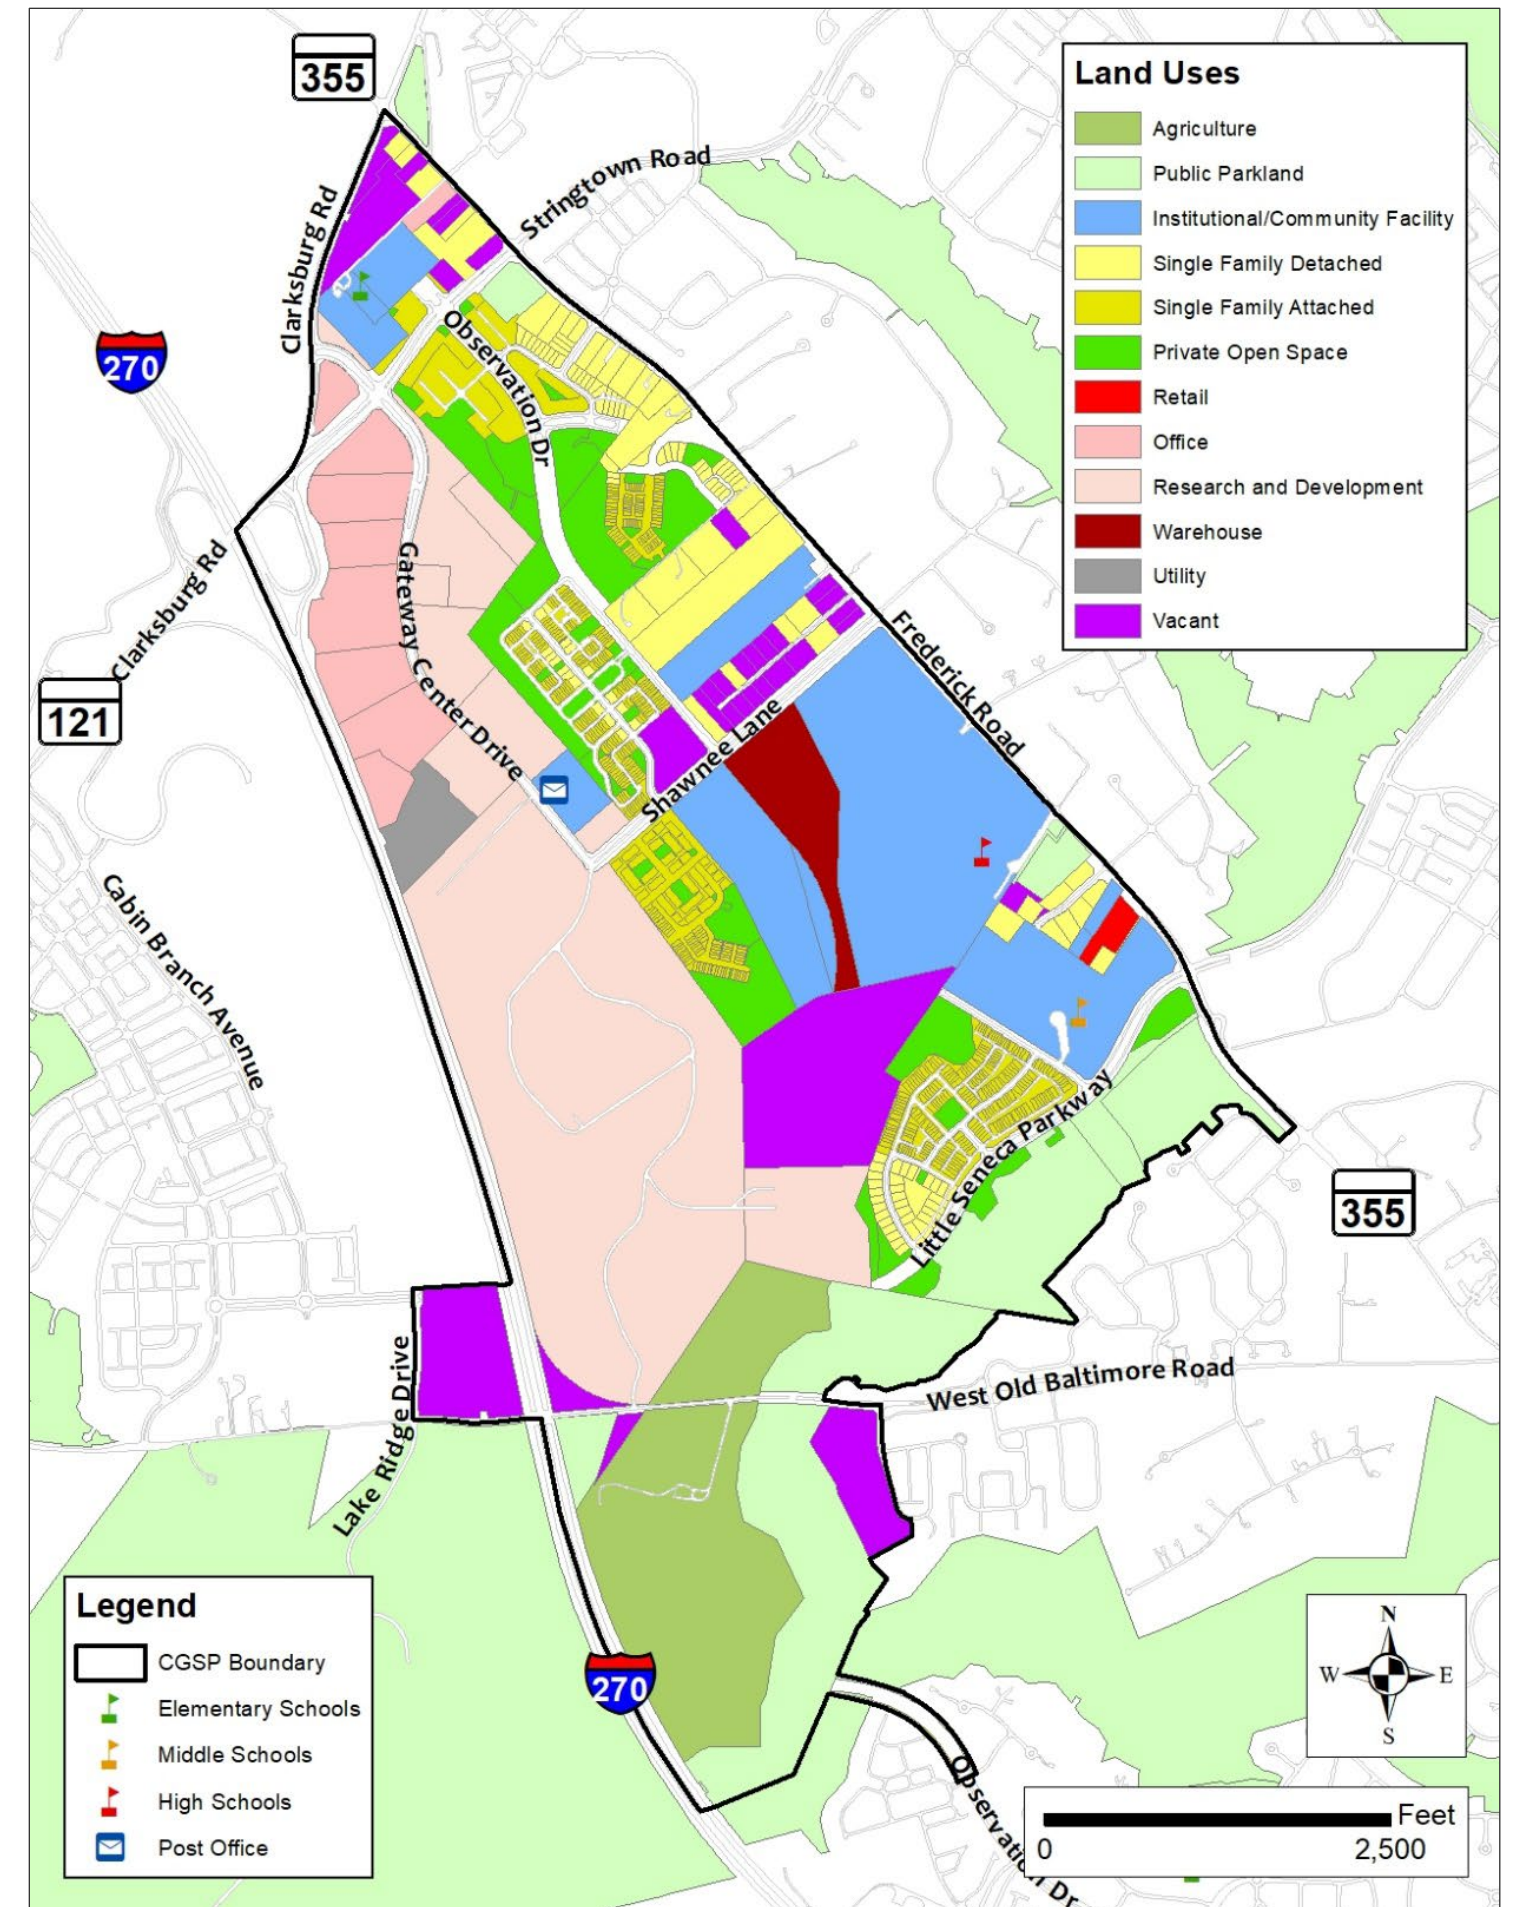 355
Land Uses
Agriculture
Public Parkland
Institutional/Community Facility
Single Family Detached
Single Family Attached
Private Open Space
Retail
Office
Research and Development
Warehouse
Utility
Vacant
Stringtown Road
Clarksburg Rd
270
Observation Dr
Gateway Center Drive
Clarksburg Rd
121
Frederick Road
Shawnee Lane
Cabin Branch Avenue
Little Seneca Parkway
355
West Old Baltimore Road
Lake Ridge Drive
Legend
CGSP Boundary
Elementary Schools
Middle Schools
High Schools
Post Office
270
N
W E
S
Observation Dr
Feet
0 2,500